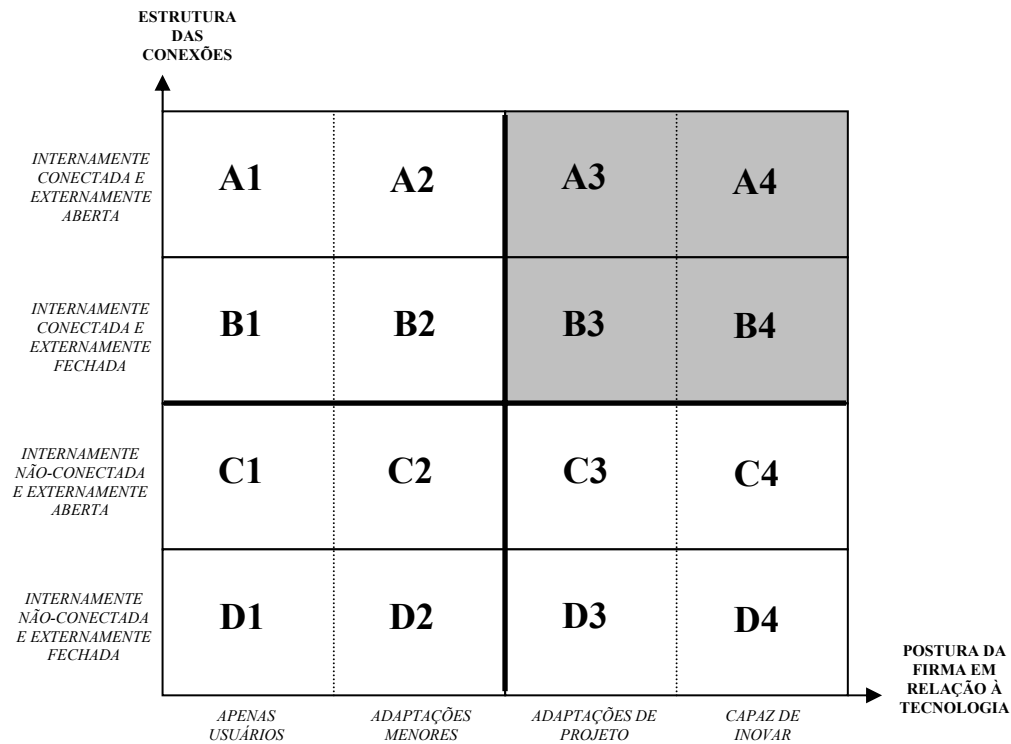 ESTRUTURA
DAS
CONEXÕES
INTERNAMENTE
CONECTADA E
EXTERNAMENTE
ABERTA
A1
A2
A3
A4
INTERNAMENTE
CONECTADA E
EXTERNAMENTE
FECHADA
B1
B2
B3
B4
INTERNAMENTE
NÃO-CONECTADA
E EXTERNAMENTE
ABERTA
C1
C2
C3
C4
INTERNAMENTE
NÃO-CONECTADA
E EXTERNAMENTE
FECHADA
D1
D2
D3
D4
POSTURA DA
FIRMA EM
RELAÇÃO À
TECNOLOGIA
APENAS
USUÁRIOS
ADAPTAÇÕES
MENORES
ADAPTAÇÕES DE
PROJETO
CAPAZ DE
INOVAR